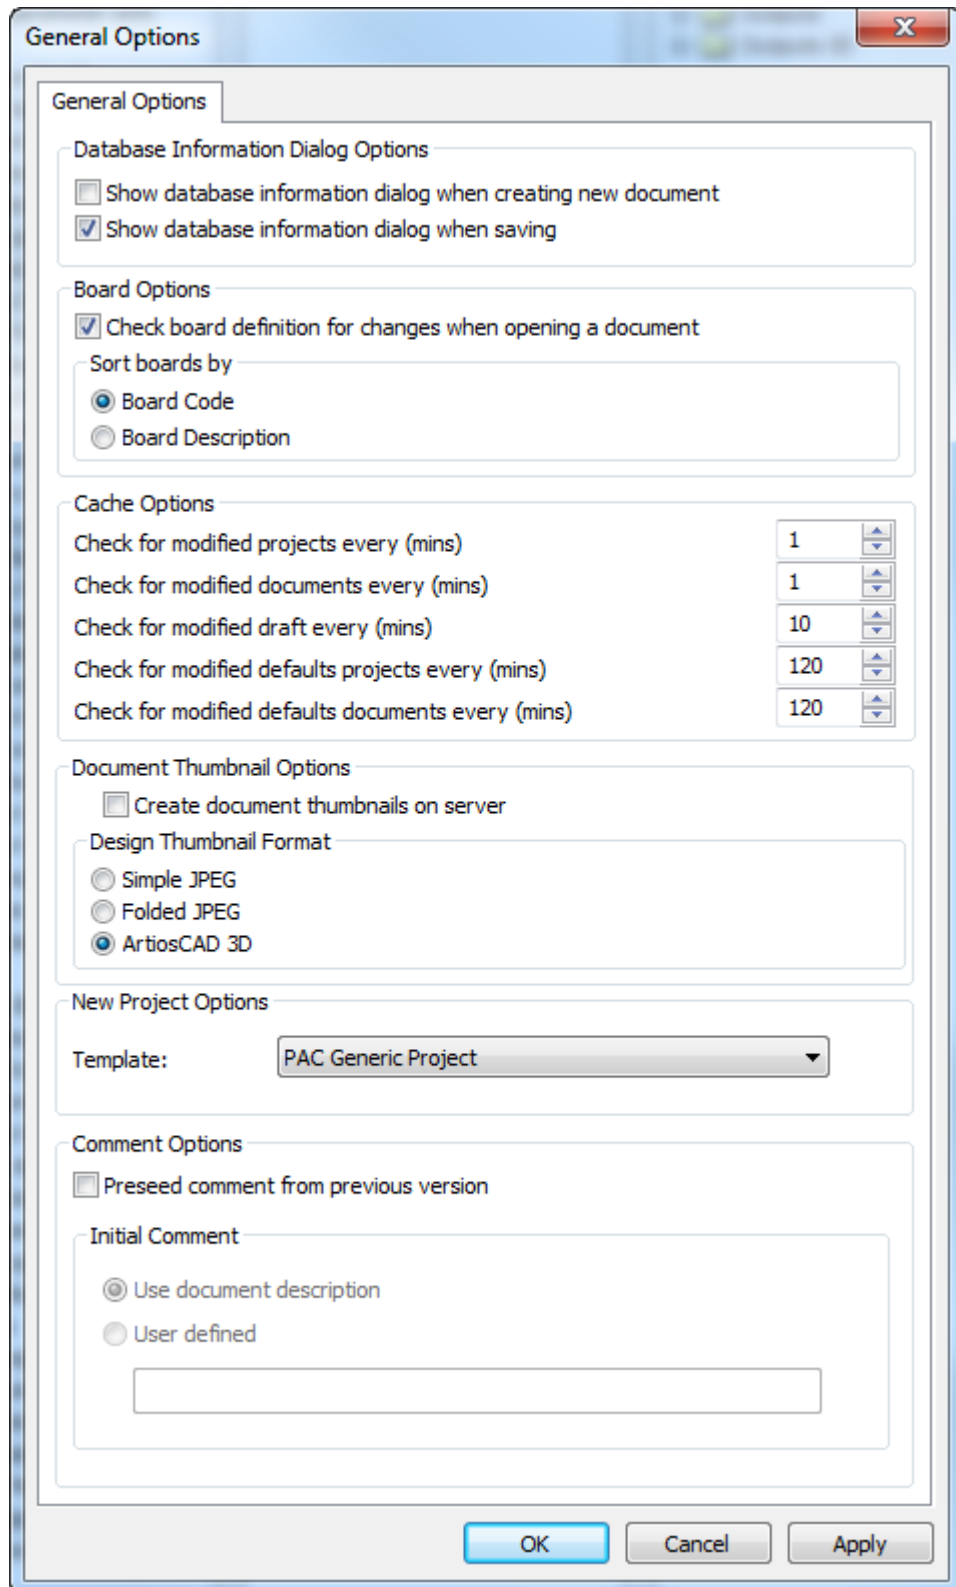 General Options
General Options
Database Information Dialog Options
Show database information dialog when creating new document
Show database information dialog when saving
Board Options
Check board definition for changes when opening a document
Sort boards by
Board Code
Board Description
Cache Options
Check for modified projects every (mins) 1
Check for modified documents every (mins) 1
Check for modified draft every (mins) 10
Check for modified defaults projects every (mins) 120
Check for modified defaults documents every (mins) 120
Document Thumbnail Options
Create document thumbnails on server
Design Thumbnail Format
Simple JPEG
Folded JPEG
ArtiosCAD 3D
New Project Options
Template: PAC Generic Project
Comment Options
Preseed comment from previous version
Initial Comment
Use document description
User defined
OK Cancel Apply